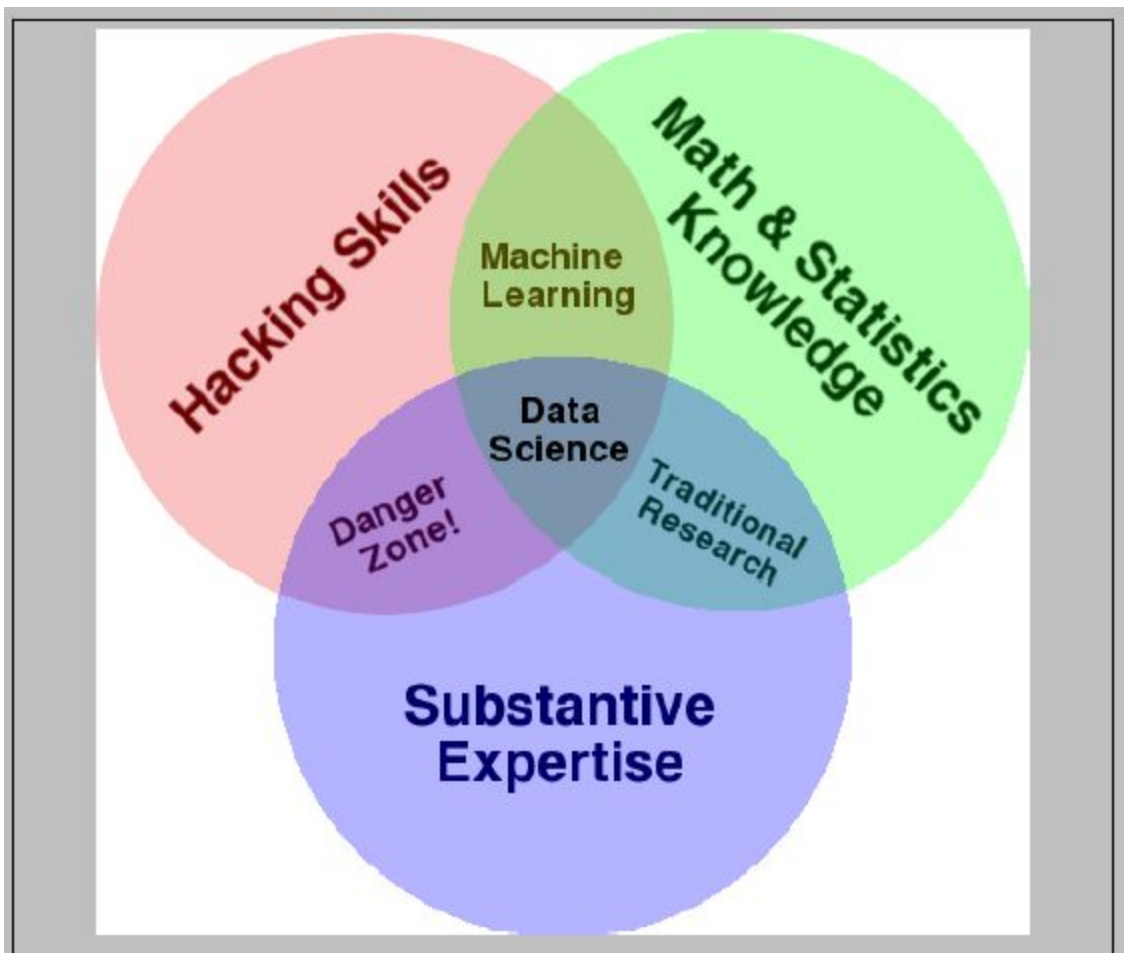 Hacking Skills
Math & Statistics
Knowledge
Machine
Learning
Data
Science
Danger
Zone!
Traditional
Research
Substantive
Expertise